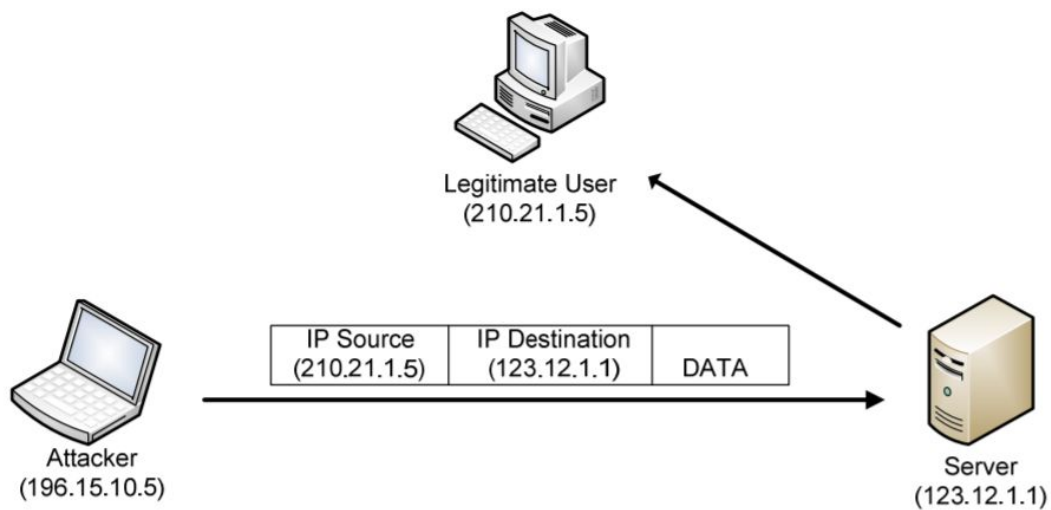 Legitimate User
(210.21.1.5)
IP Source
(210.21.1.5)
IP Destination
(123.12.1.1)
DATA
Attacker
(196.15.10.5)
Server
(123.12.1.1)